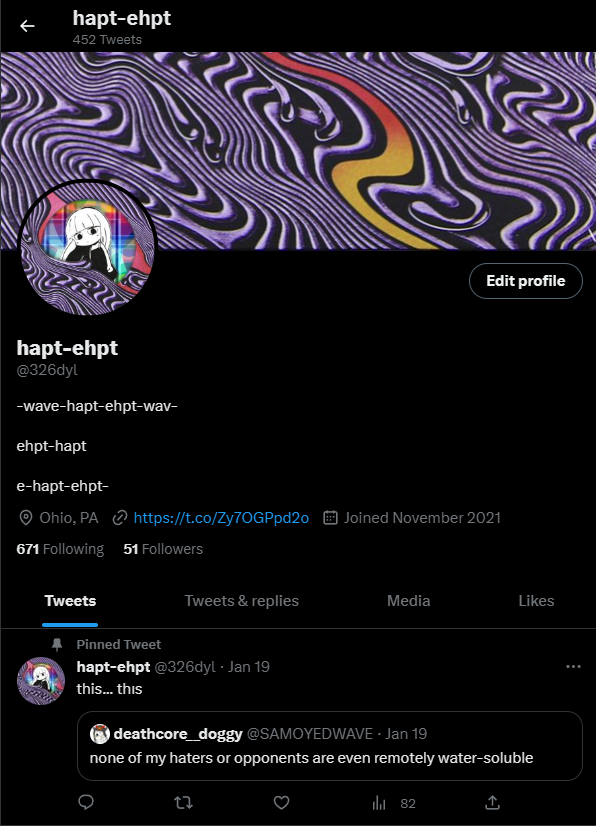 hapt-ehpt
452 Tweets
Edit profile
hapt-ehpt
@326dyl
-wave-hapt-ehpt-wav-
ehpt-hapt
e-hapt-ehpt-
Ohio, PA https://t.co/Zy7OGPpd2o Joined November 2021
671 Following 51 Followers
Tweets Tweets & replies Media Likes
Pinned Tweet
hapt-ehpt @326dyl · Jan 19
this... thıs
deathcore__doggy @SAMOYEDWAVE · Jan 19
none of my haters or opponents are even remotely water-soluble
82